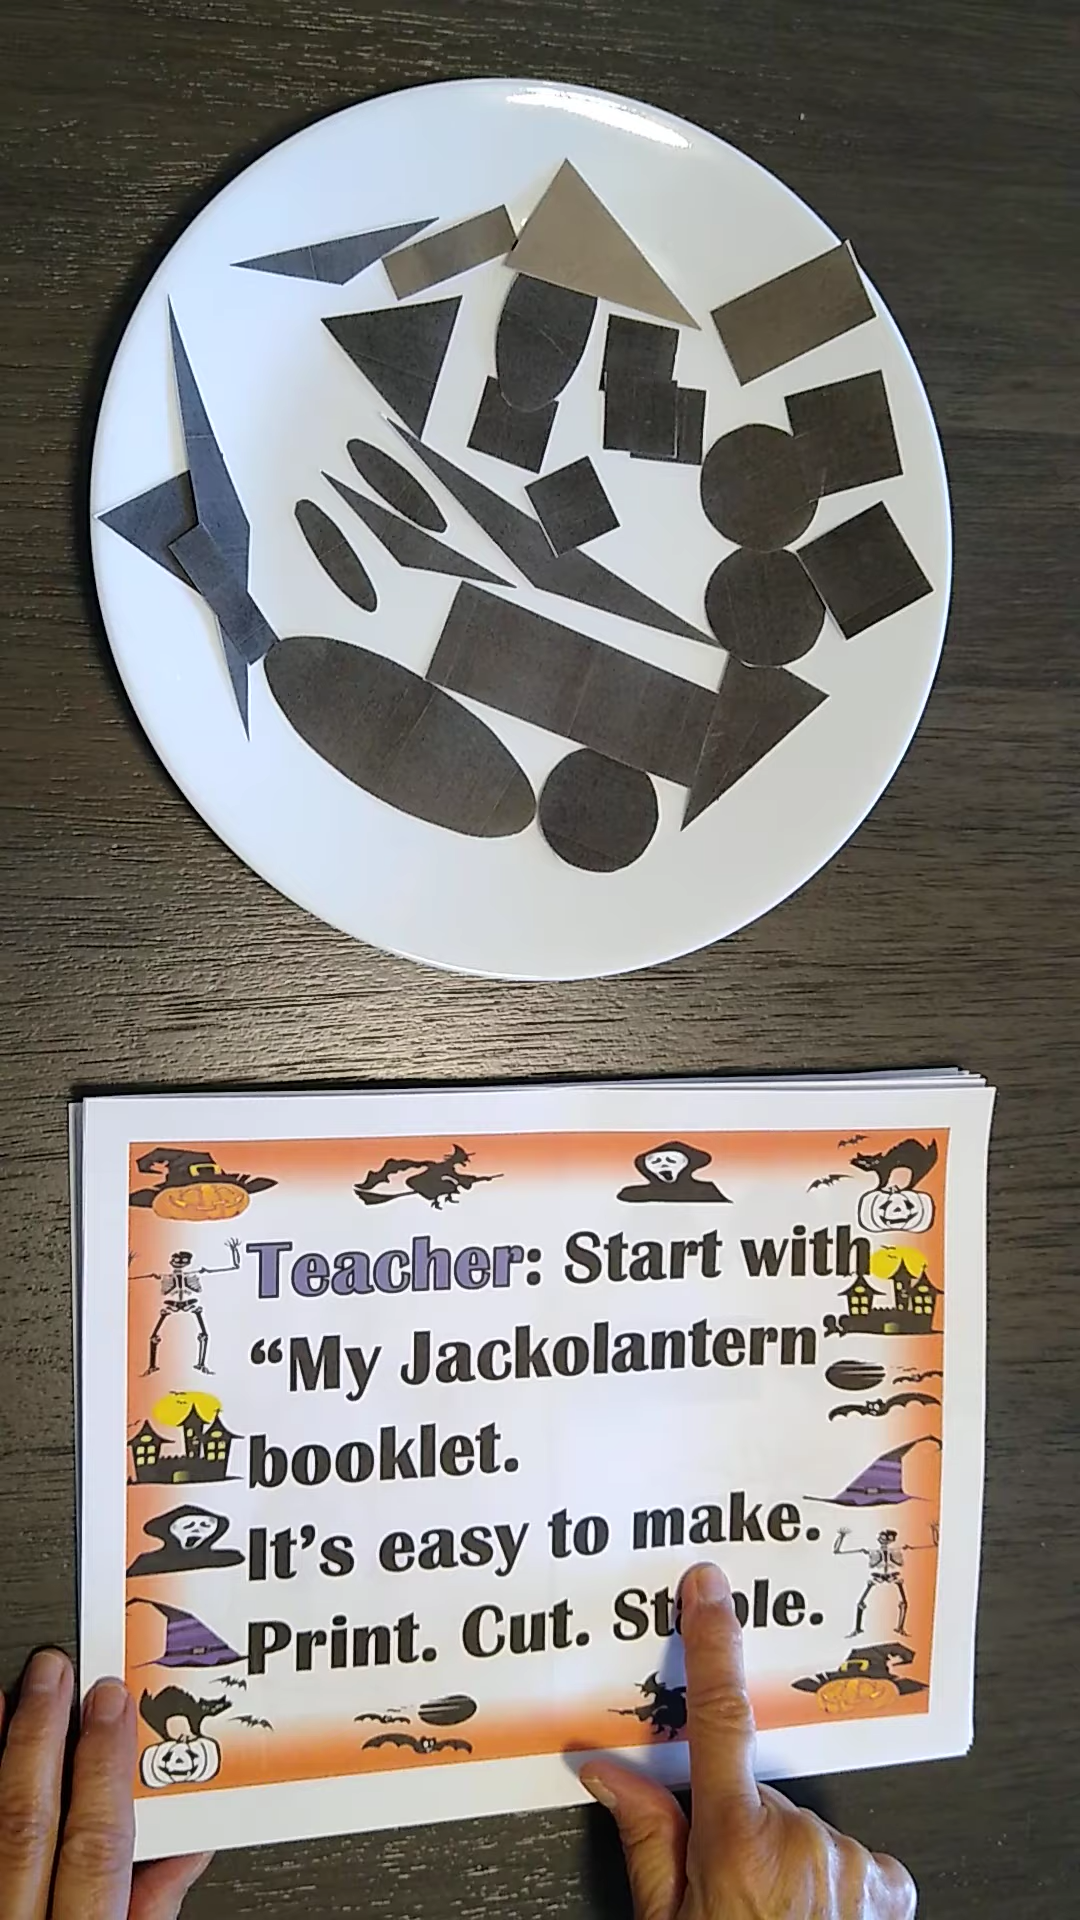 Teacher: Start with
“My Jackolantern”
booklet.
It’s easy to make.
Print. Cut. Staple.